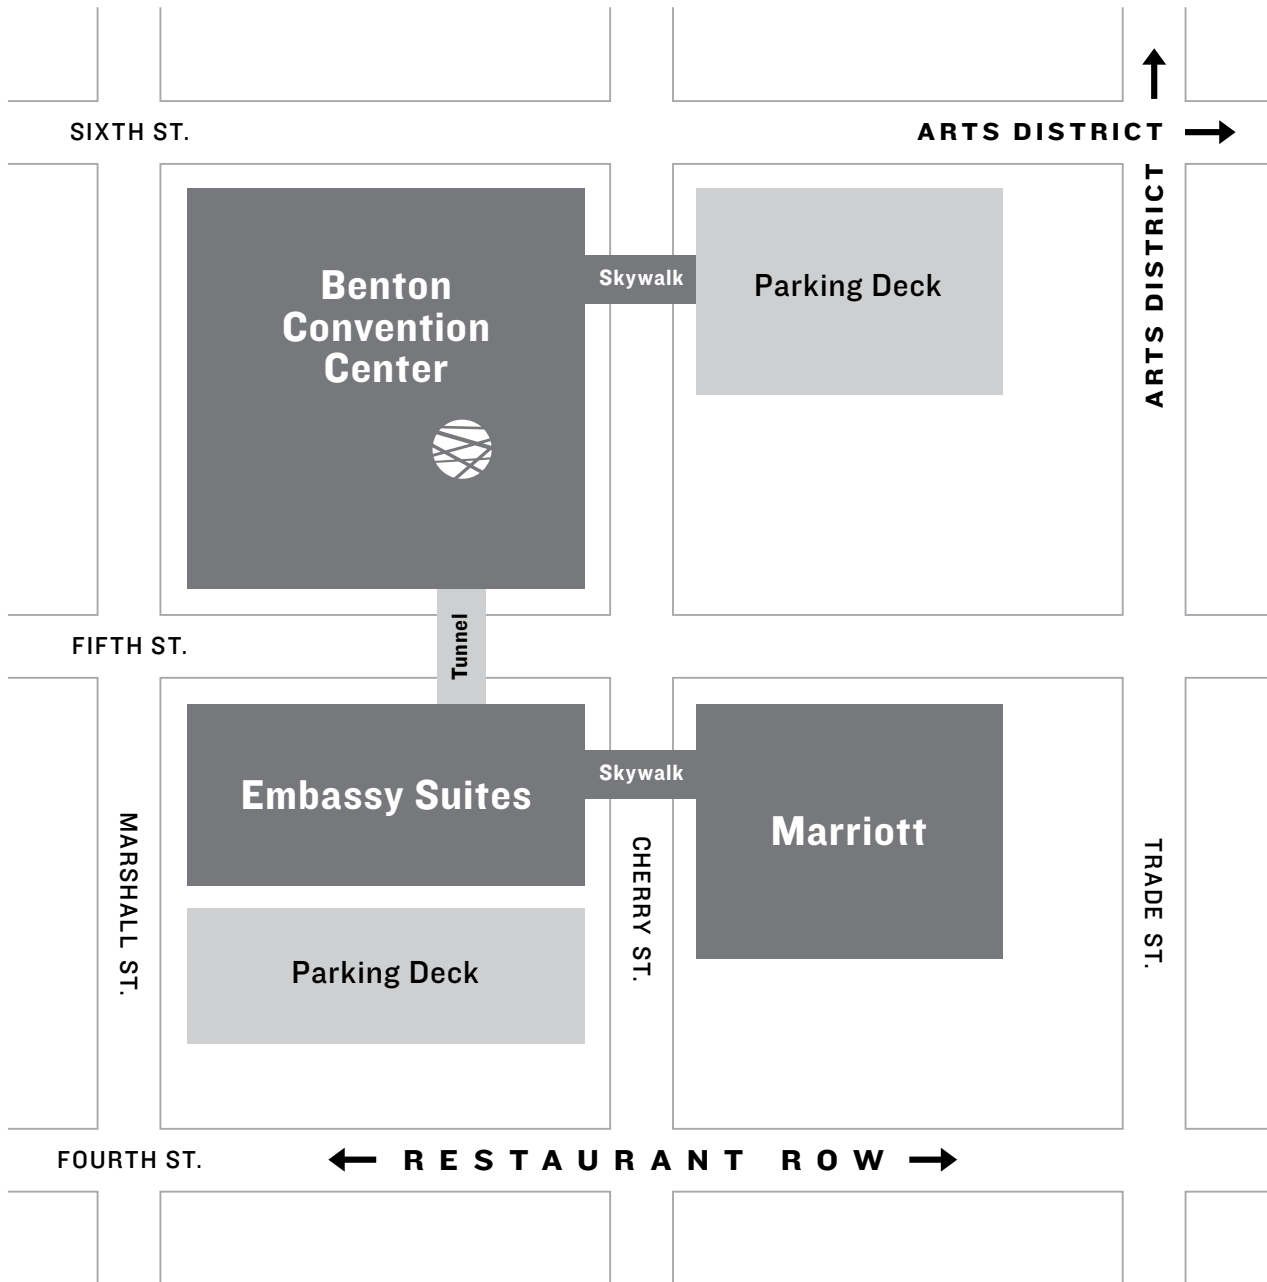 SIXTH ST.
ARTS DISTRICT
ARTS DISTRICT
Benton
Convention
Center
Skywalk
Parking Deck
FIFTH ST.
Tunnel
Embassy Suites
Skywalk
Marriott
MARSHALL ST.
CHERRY ST.
TRADE ST.
Parking Deck
FOURTH ST.
RESTAURANT ROW